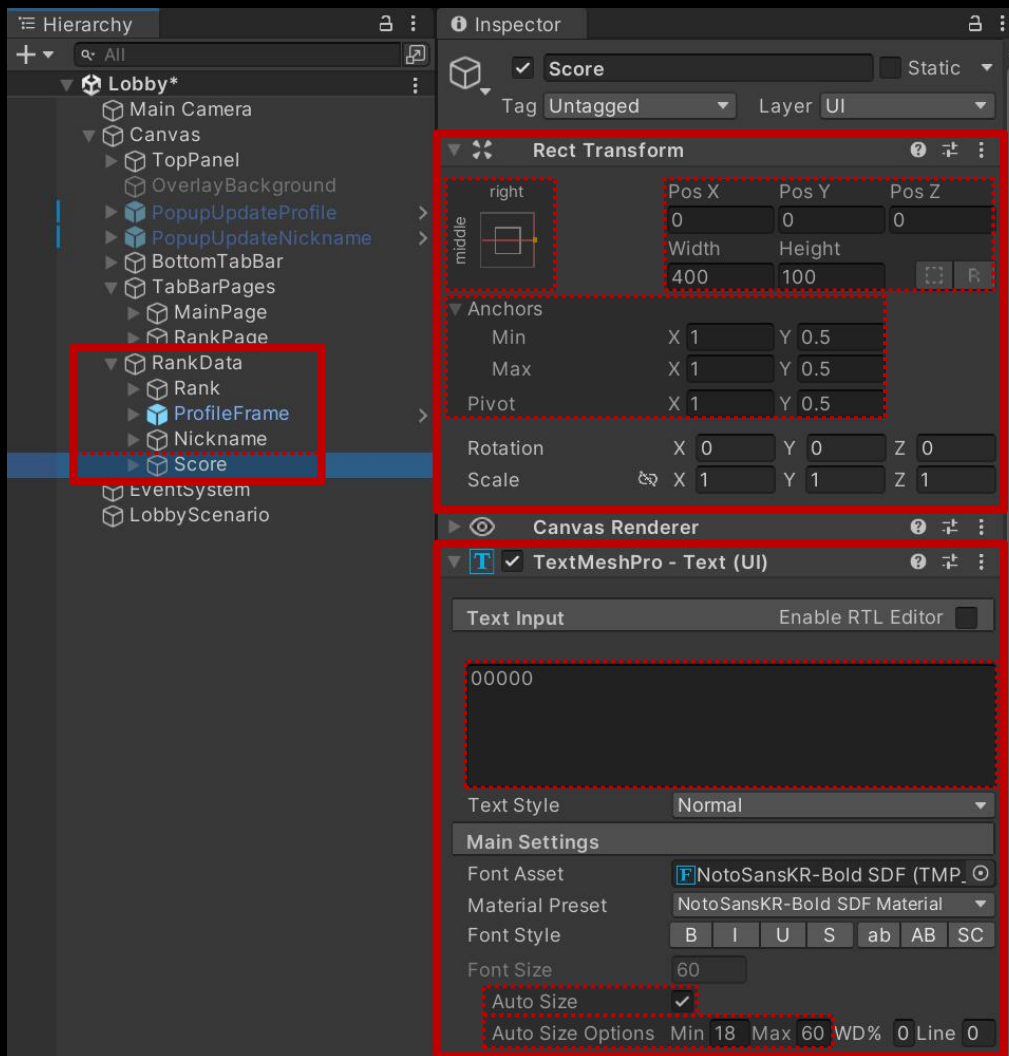 Hierarchy
All
Lobby*
Main Camera
Canvas
TopPanel
OverlayBackground
PopupUpdateProfile
PopupUpdateNickname
BottomTabBar
TabBarPages
MainPage
RankPage
RankData
Rank
ProfileFrame
Nickname
Score
EventSystem
LobbyScenario
Inspector
Score Static
Tag Untagged Layer UI
Rect Transform
right
middle
Pos X Pos Y Pos Z
0 0 0
Width Height
400 100 R
Anchors
Min X 1 Y 0.5
Max X 1 Y 0.5
Pivot X 1 Y 0.5
Rotation X 0 Y 0 Z 0
Scale X 1 Y 1 Z 1
Canvas Renderer
T TextMeshPro - Text (UI)
Text Input Enable RTL Editor
00000
Text Style Normal
Main Settings
Font Asset F NotoSansKR-Bold SDF (TMP_
Material Preset NotoSansKR-Bold SDF Material
Font Style B I U S ab AB SC
Font Size 60
Auto Size
Auto Size Options Min 18 Max 60 WD% 0 Line 0